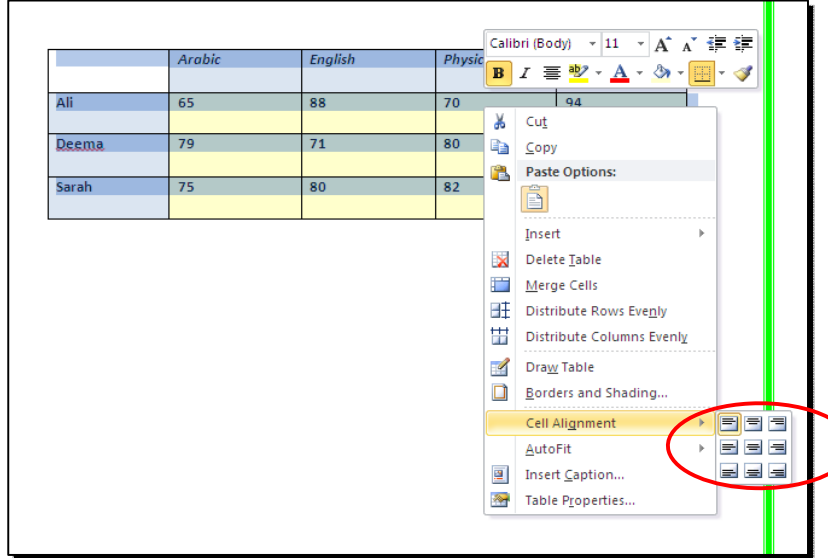 Calibri (Body) 11 A A
B I ab A
Arabic English Physic
Ali 65 88 70 94
Deema 79 71 80
Sarah 75 80 82
Cut
Copy
Paste Options:
Insert
Delete Table
Merge Cells
Distribute Rows Evenly
Distribute Columns Evenly
Draw Table
Borders and Shading...
Cell Alignment
AutoFit
Insert Caption...
Table Properties...